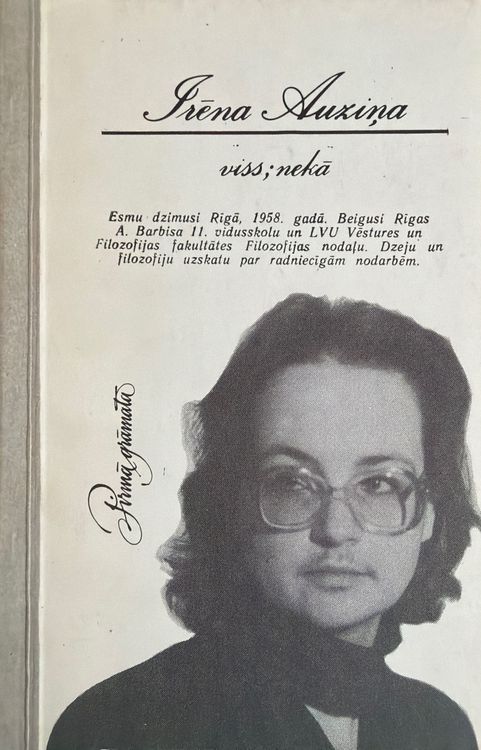 Irēna Auziņa
viss; nekā
Esmu dzimusi Rīgā, 1958. gadā. Beigusi Rīgas
A. Barbisa 11. vidusskolu un LVU Vēstures un
Filozofijas fakultātes Filozofijas nodaļu. Dzeju un
filozofiju uzskatu par radniecīgām nodarbēm.
Pirmā grāmata